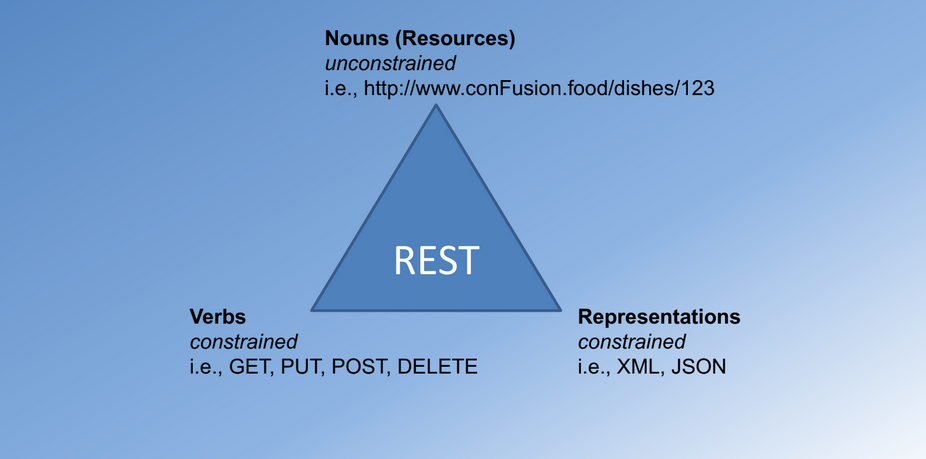 Nouns (Resources)
unconstrained
i.e., http://www.conFusion.food/dishes/123
REST
Verbs
constrained
i.e., GET, PUT, POST, DELETE
Representations
constrained
i.e., XML, JSON